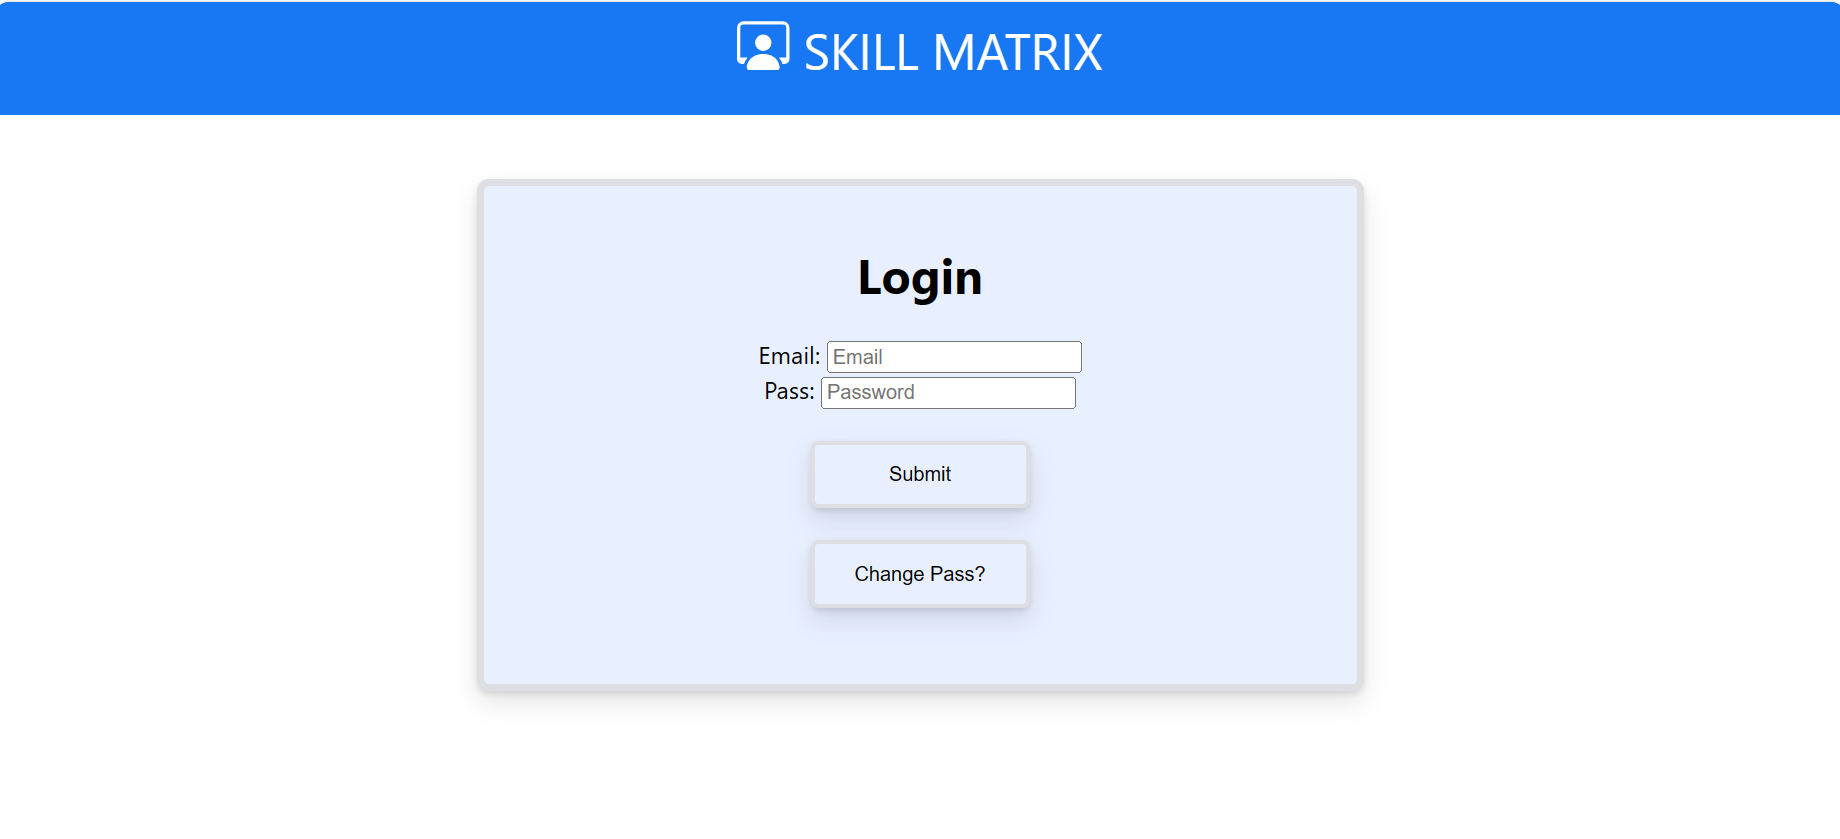 SKILL MATRIX
Login
Email: Email
Pass: Password
Submit
Change Pass?